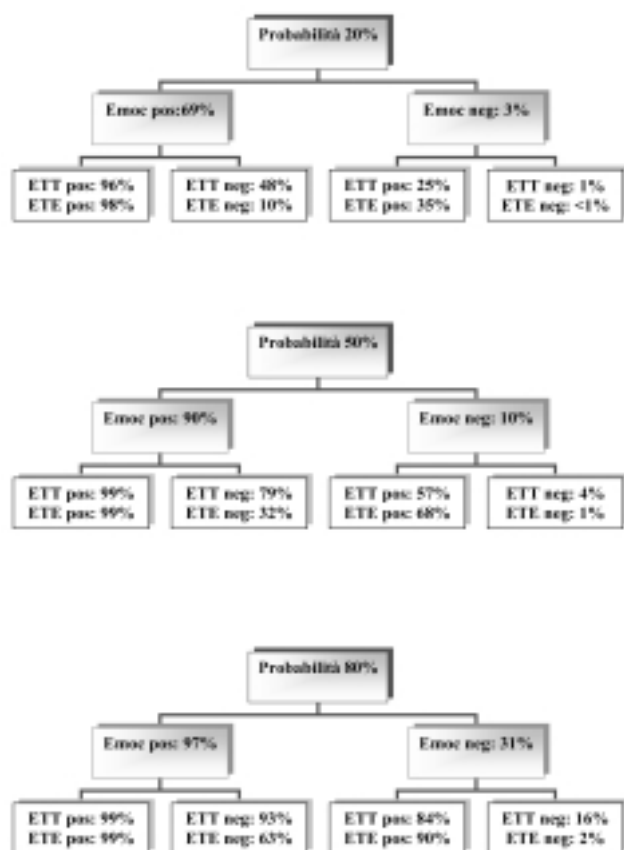 Probabilità 20%
Emoc pos:69%
Emoc neg: 3%
ETT pos: 96%
ETE pos: 98%
ETT neg: 48%
ETE neg: 10%
ETT pos: 25%
ETE pos: 35%
ETT neg: 1%
ETE neg: <1%
Probabilità 50%
Emoc pos: 90%
Emoc neg: 10%
ETT pos: 99%
ETE pos: 99%
ETT neg: 79%
ETE neg: 32%
ETT pos: 57%
ETE pos: 68%
ETT neg: 4%
ETE neg: 1%
Probabilità 80%
Emoc pos: 97%
Emoc neg: 31%
ETT pos: 99%
ETE pos: 99%
ETT neg: 93%
ETE neg: 63%
ETT pos: 84%
ETE pos: 90%
ETT neg: 16%
ETE neg: 2%